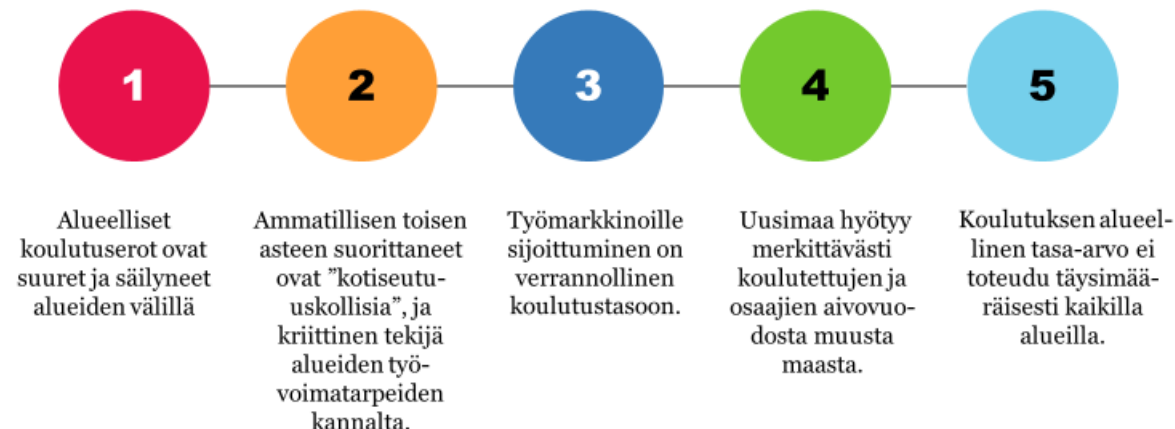 1
2
3
4
5
Alueelliset
koulutuserot ovat
suuret ja säilyneet
alueiden välillä
Ammatillisen toisen
asteen suorittaneet
ovat ”kotiseutu-
uskollisia”, ja
kriittinen tekijä
alueiden työ-
voimatarpeiden
kannalta.
Työmarkkinoille
sijoittuminen on
verrannollinen
koulutustasoon.
Uusimaa hyötyy
merkittävästi
koulutettujen ja
osaajien aivovuo-
dosta muusta
maasta.
Koulutuksen alueel-
linen tasa-arvo ei
toteudu täysimää-
räisesti kaikilla
alueilla.